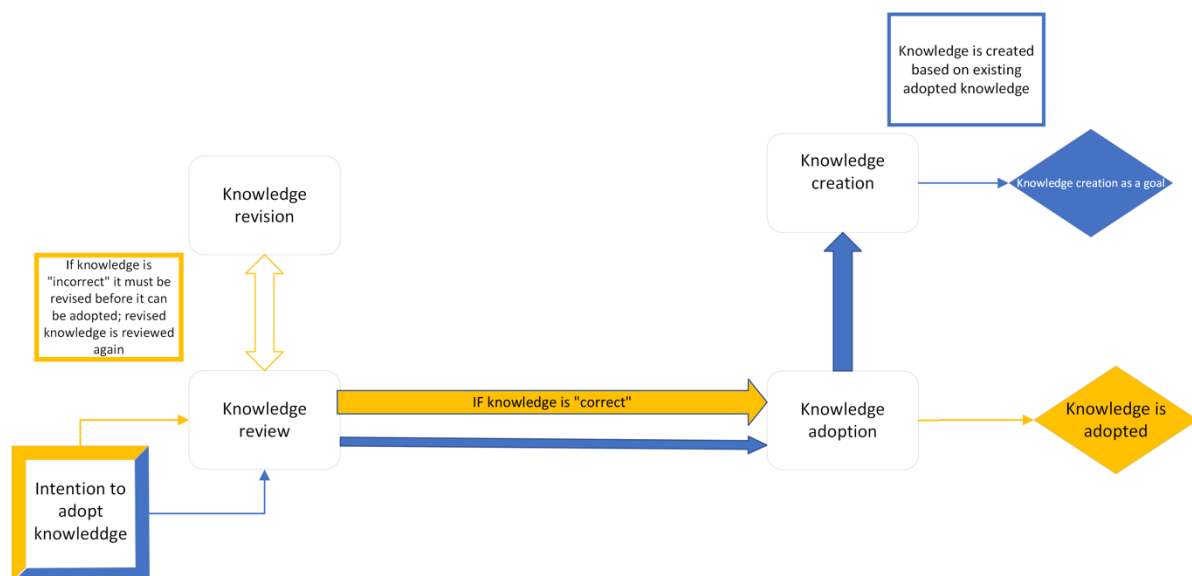 Knowledge is created
based on existing
adopted knowledge
Knowledge
creation
Knowledge creation as a goal
Knowledge
revision
If knowledge is
"incorrect" it must be
revised before it can
be adopted; revised
knowledge is reviewed
again
Knowledge
review
IF knowledge is "correct"
Knowledge
adoption
Knowledge is
adopted
Intention to
adopt
knowleddge